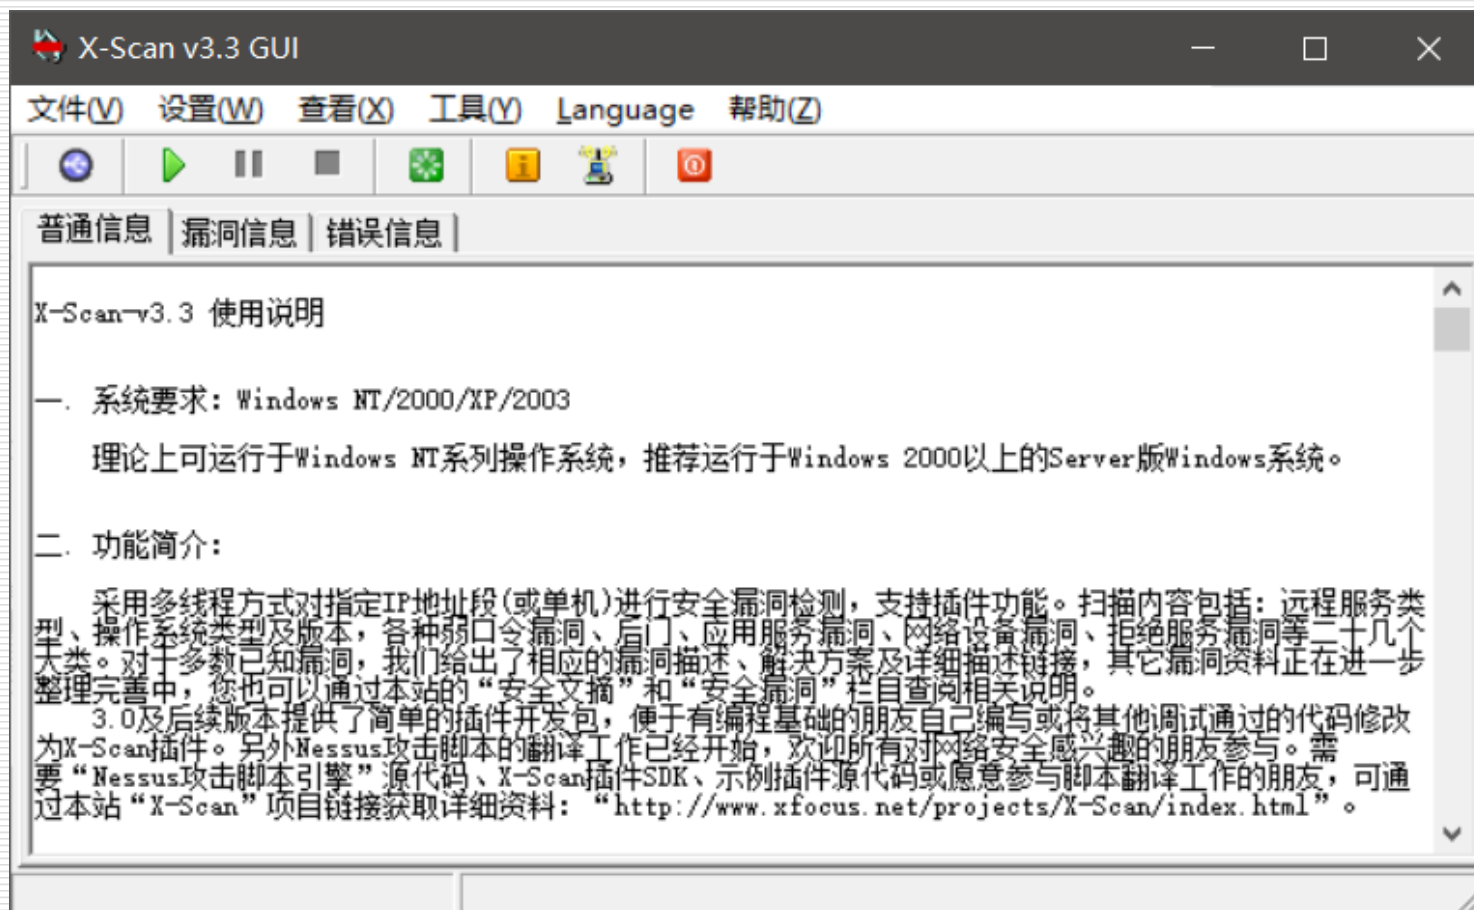 X-Scan v3.3 GUI
文件(V) 设置(W) 查看(X) 工具(Y) Language 帮助(Z)
普通信息 漏洞信息 错误信息
X-Scan-v3.3 使用说明
一. 系统要求：Windows NT/2000/XP/2003
理论上可运行于Windows NT系列操作系统，推荐运行于Windows 2000以上的Server版Windows系统。
二. 功能简介：
采用多线程方式对指定IP地址段(或单机)进行安全漏洞检测，支持插件功能。扫描内容包括：远程服务类
型、操作系统类型及版本，各种弱口令漏洞、后门、应用服务漏洞、网络设备漏洞、拒绝服务漏洞等二十几个
大类。对于多数已知漏洞，我们给出了相应的漏洞描述、解决方案及详细描述链接，其它漏洞资料正在进一步
整理完善中，您也可以通过本站的“安全文摘”和“安全漏洞”栏目查阅相关说明。
3.0及后续版本提供了简单的插件开发包，便于有编程基础的朋友自己编写或将其他调试通过的代码修改
为X-Scan插件。另外Nessus攻击脚本的翻译工作已经开始，欢迎所有对网络安全感兴趣的朋友参与。需
要“Nessus攻击脚本引擎”源代码、X-Scan插件SDK、示例插件源代码或愿意参与脚本翻译工作的朋友，可通
过本站“X-Scan”项目链接获取详细资料：“http://www.xfocus.net/projects/X-Scan/index.html”。